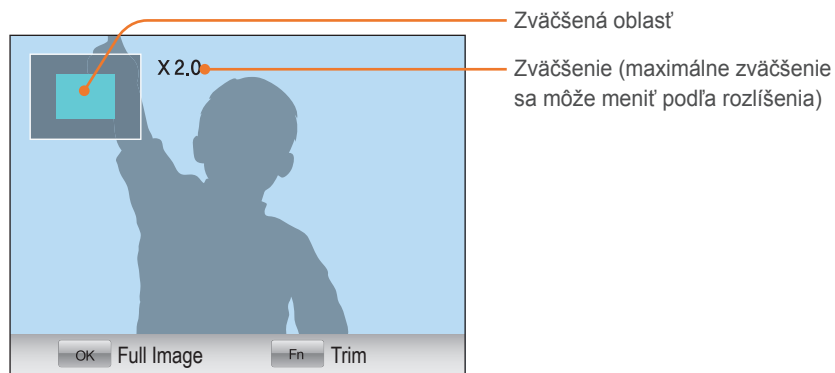 Zväčšená oblasť
X 2.0
Zväčšenie (maximálne zväčšenie
sa môže meniť podľa rozlíšenia)
OK Full Image Fn Trim